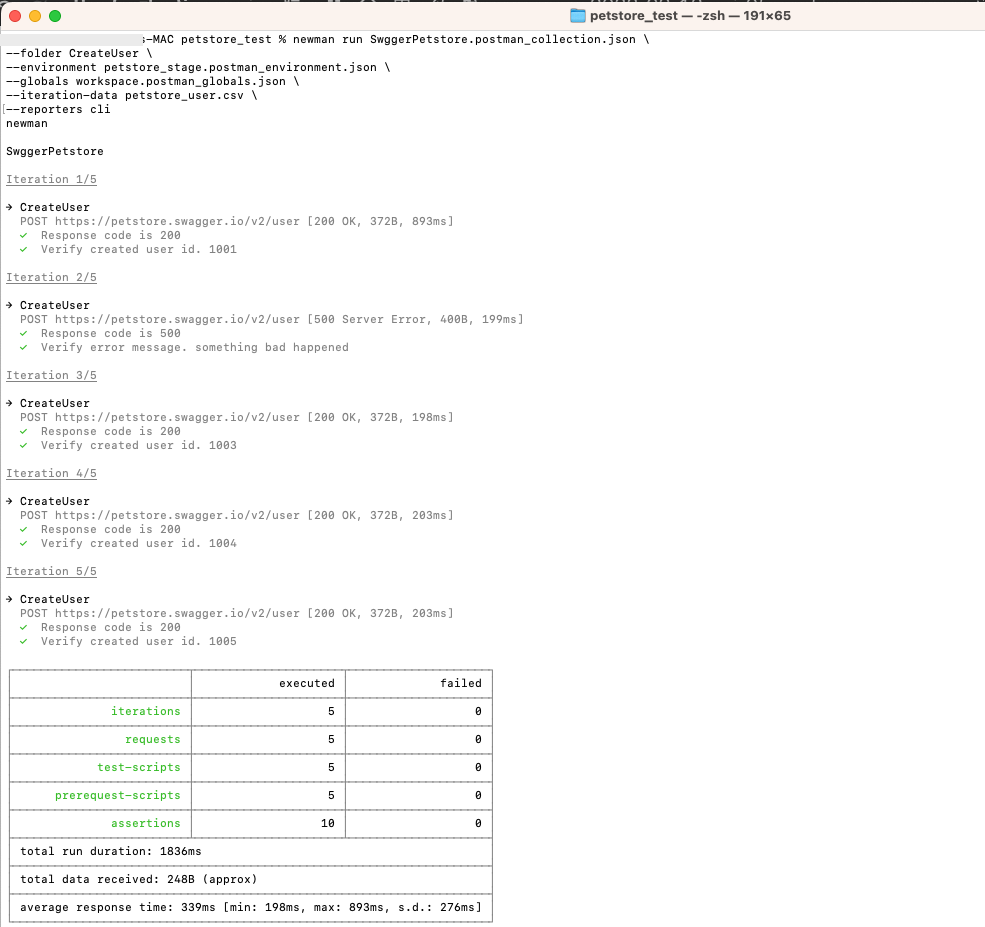 petstore_test — -zsh — 191×65
s-MAC petstore_test % newman run SwggerPetstore.postman_collection.json \
--folder CreateUser \
--environment petstore_stage.postman_environment.json \
--globals workspace.postman_globals.json \
--iteration-data petstore_user.csv \
[--reporters cli
newman
SwggerPetstore
Iteration 1/5
→ CreateUser
POST https://petstore.swagger.io/v2/user [200 OK, 372B, 893ms]
✓ Response code is 200
✓ Verify created user id. 1001
Iteration 2/5
→ CreateUser
POST https://petstore.swagger.io/v2/user [500 Server Error, 400B, 199ms]
✓ Response code is 500
✓ Verify error message. something bad happened
Iteration 3/5
→ CreateUser
POST https://petstore.swagger.io/v2/user [200 OK, 372B, 198ms]
✓ Response code is 200
✓ Verify created user id. 1003
Iteration 4/5
→ CreateUser
POST https://petstore.swagger.io/v2/user [200 OK, 372B, 203ms]
✓ Response code is 200
✓ Verify created user id. 1004
Iteration 5/5
→ CreateUser
POST https://petstore.swagger.io/v2/user [200 OK, 372B, 203ms]
✓ Response code is 200
✓ Verify created user id. 1005
executed failed
iterations 5 0
requests 5 0
test-scripts 5 0
prerequest-scripts 5 0
assertions 10 0
total run duration: 1836ms
total data received: 248B (approx)
average response time: 339ms [min: 198ms, max: 893ms, s.d.: 276ms]